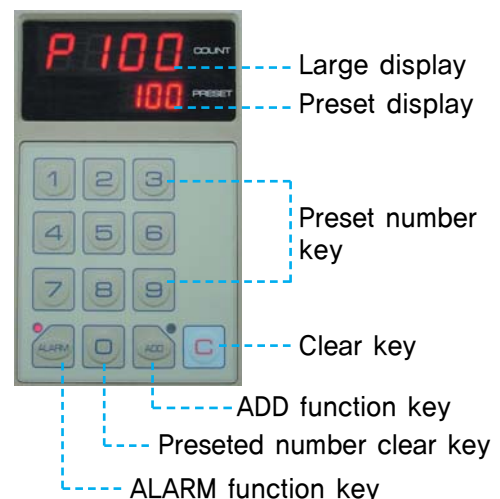 P100 COUNT
100 PRESET
Large display
Preset display
1 2 3
4 5 6
7 8 9
Preset number
key
ALARM 0 ADD C
Clear key
ADD function key
Preseted number clear key
ALARM function key